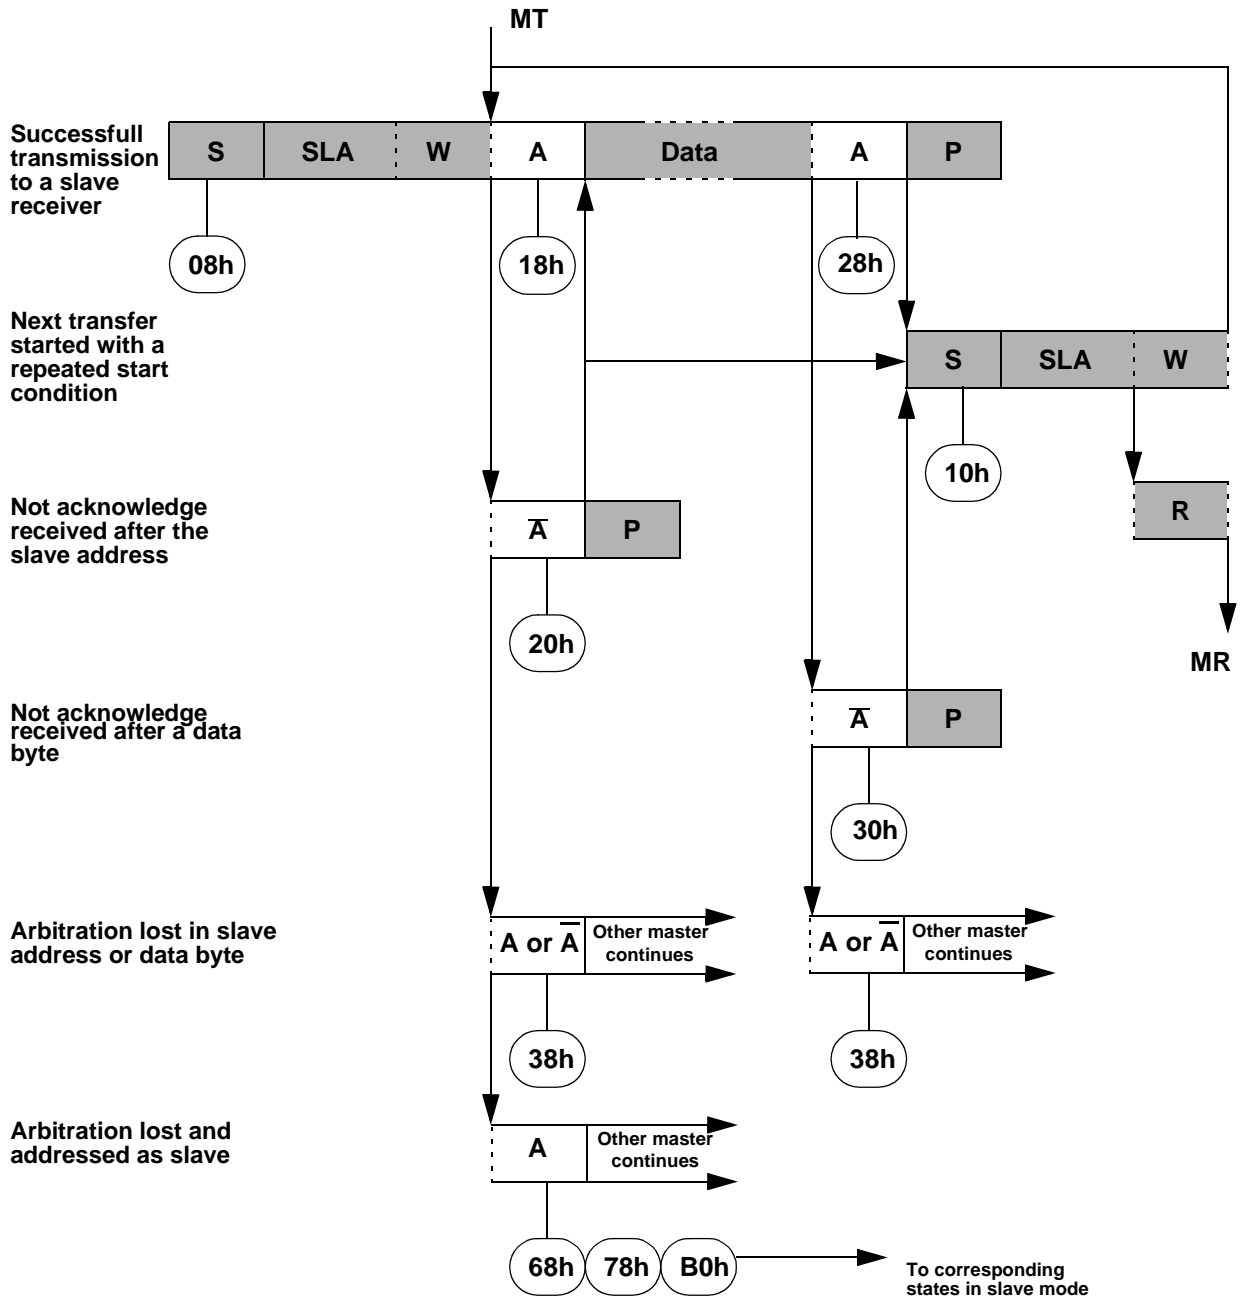 MT
Successfull
transmission
to a slave
receiver
S SLA W A Data A P
08h 18h 28h
Next transfer
started with a
repeated start
condition
S SLA W
10h
Not acknowledge
received after the
slave address
A̅ P
R
20h
MR
Not acknowledge
received after a data
byte
A̅ P
30h
Arbitration lost in slave
address or data byte
A or A̅ Other master
continues
A or A̅ Other master
continues
38h 38h
Arbitration lost and
addressed as slave
A Other master
continues
68h 78h B0h
To corresponding
states in slave mode